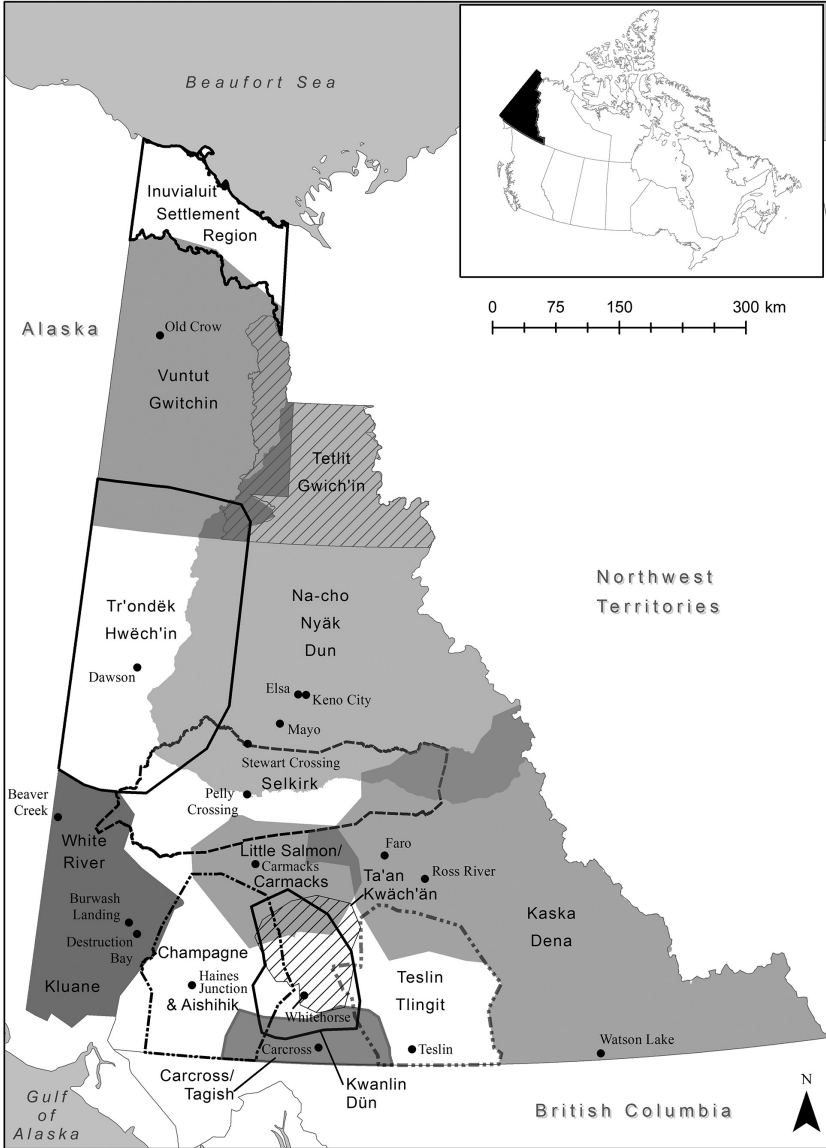 Beaufort Sea
Inuvialuit
Settlement
Region
0 75 150 300 km
Alaska
Old Crow
Vuntut
Gwitchin
Tetlit
Gwich'in
Northwest
Territories
Na-cho
Nyäk
Dun
Tr'ondëk
Hwëch'in
Dawson
Elsa
Keno City
Mayo
Stewart Crossing
Selkirk
Pelly
Crossing
Beaver
Creek
White
River
Little Salmon/
Carmacks
Carmacks
Faro
Ross River
Ta'an
Kwäch'än
Burwash
Landing
Destruction
Bay
Kluane
Champagne
Haines
Junction
& Aishihik
Kaska
Dena
Teslin
Tlingit
Whitehorse
Carcross
Teslin
Watson Lake
Carcross/
Tagish
Kwanlin
Dün
Gulf
of
Alaska
British Columbia
N